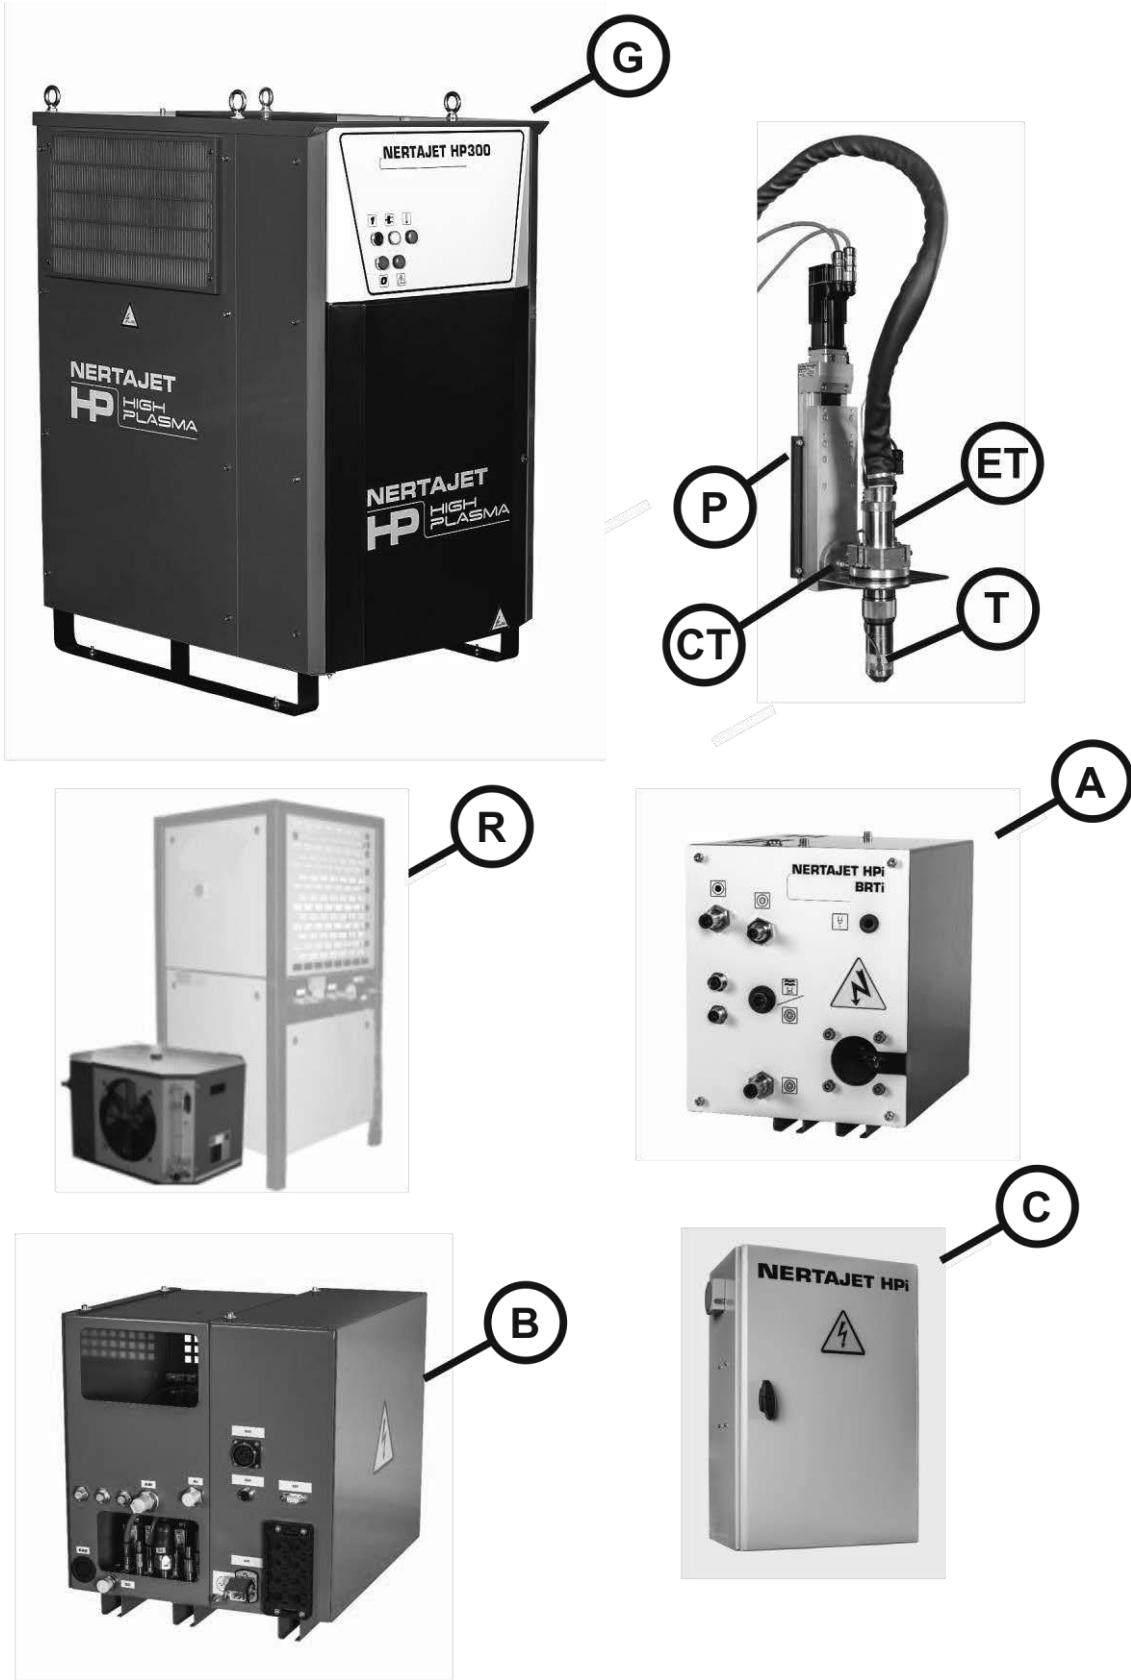 G
NERTAJET HP300
NERTAJET
HP HIGH
PLASMA
NERTAJET
HP HIGH
PLASMA
P
ET
CT
T
R
A
NERTAJET HPi
BRTi
B
C
NERTAJET HPi